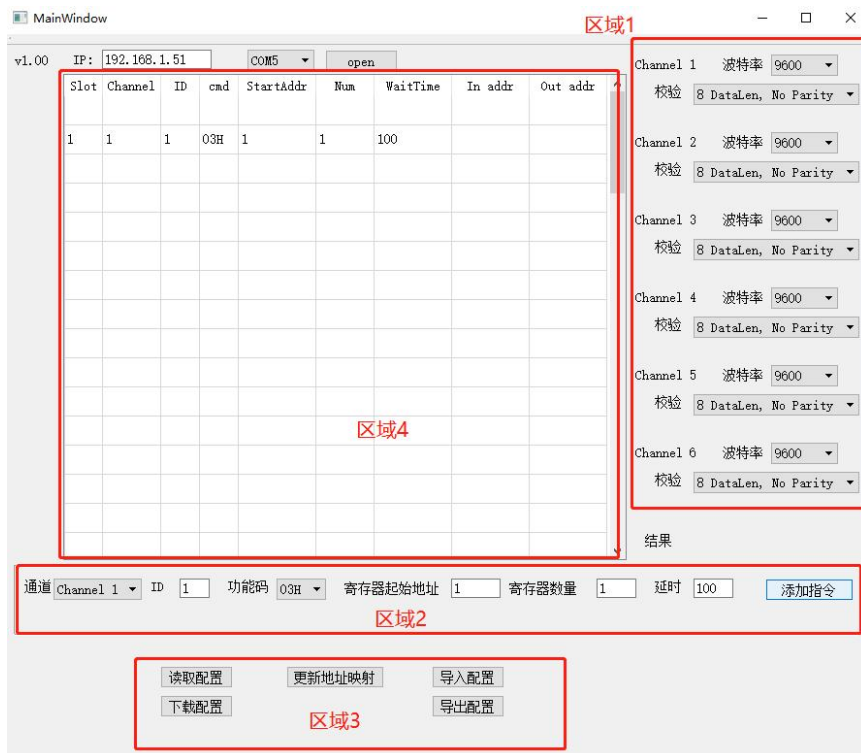 MainWindow
区域1
v1.00 IP: 192.168.1.51 COM5 open
Slot Channel ID cmd StartAddr Num WaitTime In addr Out addr
1 1 1 03H 1 1 100
区域4
Channel 1 波特率 9600
校验 8 DataLen, No Parity
Channel 2 波特率 9600
校验 8 DataLen, No Parity
Channel 3 波特率 9600
校验 8 DataLen, No Parity
Channel 4 波特率 9600
校验 8 DataLen, No Parity
Channel 5 波特率 9600
校验 8 DataLen, No Parity
Channel 6 波特率 9600
校验 8 DataLen, No Parity
结果
通道 Channel 1 ID 1 功能码 03H 寄存器起始地址 1 寄存器数量 1 延时 100 添加指令
区域2
读取配置 更新地址映射 导入配置
下载配置 导出配置
区域3